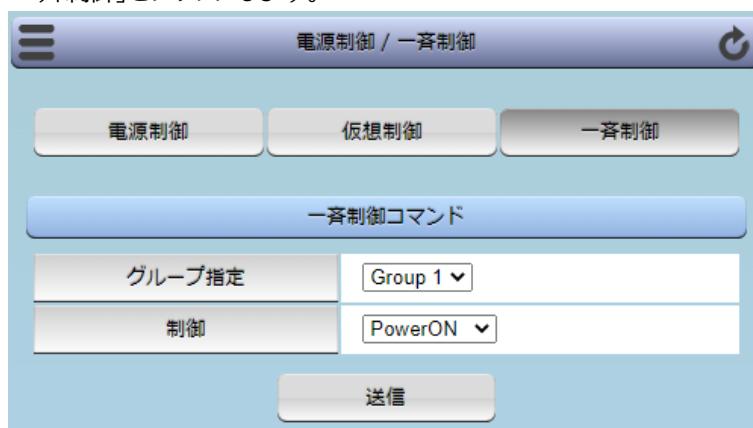 電源制御 / 一斉制御
電源制御 仮想制御 一斉制御
一斉制御コマンド
グループ指定 Group 1
制御 PowerON
送信